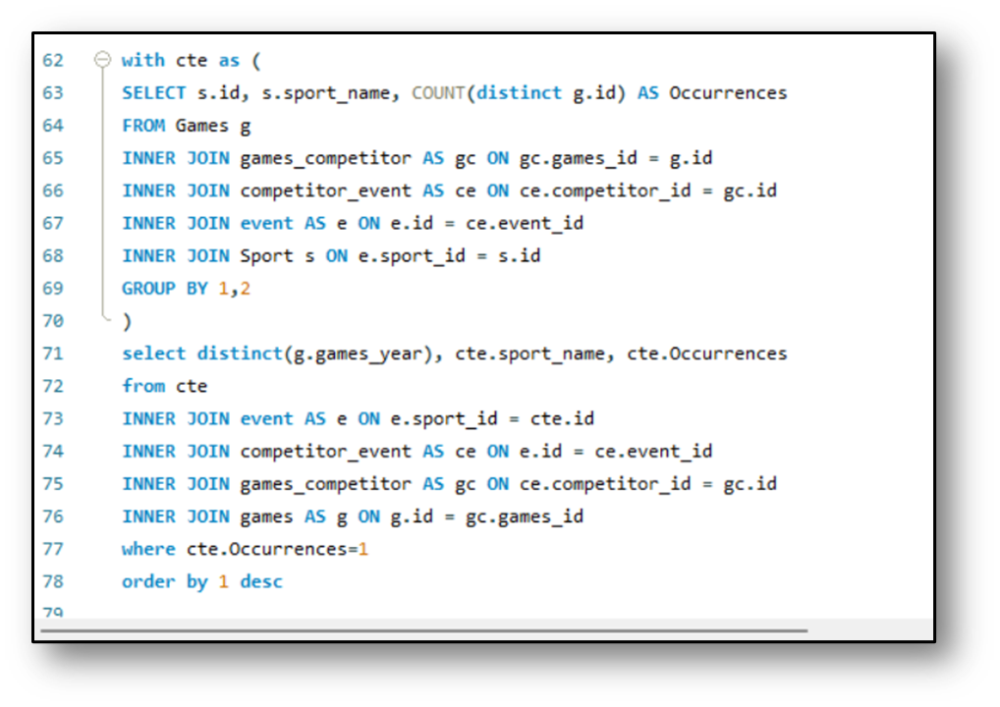 62 with cte as (
63 SELECT s.id, s.sport_name, COUNT(distinct g.id) AS Occurrences
64 FROM Games g
65 INNER JOIN games_competitor AS gc ON gc.games_id = g.id
66 INNER JOIN competitor_event AS ce ON ce.competitor_id = gc.id
67 INNER JOIN event AS e ON e.id = ce.event_id
68 INNER JOIN Sport s ON e.sport_id = s.id
69 GROUP BY 1,2
70 )
71 select distinct(g.games_year), cte.sport_name, cte.Occurrences
72 from cte
73 INNER JOIN event AS e ON e.sport_id = cte.id
74 INNER JOIN competitor_event AS ce ON e.id = ce.event_id
75 INNER JOIN games_competitor AS gc ON ce.competitor_id = gc.id
76 INNER JOIN games AS g ON g.id = gc.games_id
77 where cte.Occurrences=1
78 order by 1 desc
79